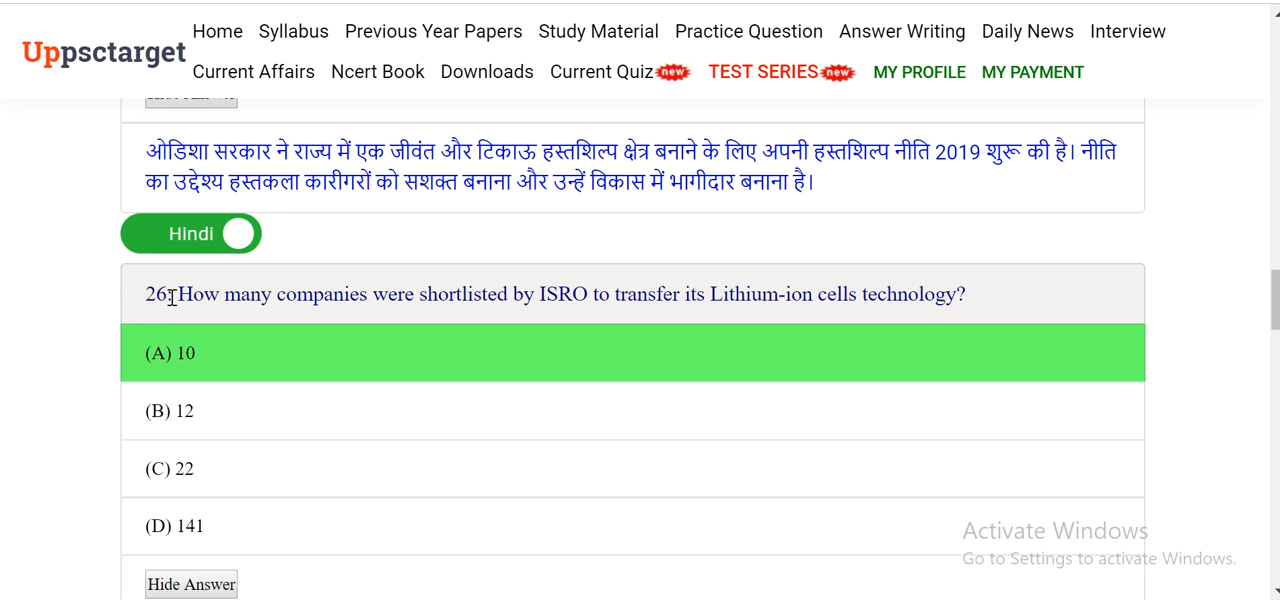 Home Syllabus Previous Year Papers Study Material Practice Question Answer Writing Daily News Interview
Uppsctarget
Current Affairs Ncert Book Downloads Current Quiz new TEST SERIES new MY PROFILE MY PAYMENT
ओडिशा सरकार ने राज्य में एक जीवंत और टिकाऊ हस्तशिल्प क्षेत्र बनाने के लिए अपनी हस्तशिल्प नीति 2019 शुरू की है। नीति
का उद्देश्य हस्तकला कारीगरों को सशक्त बनाना और उन्हें विकास में भागीदार बनाना है।
Hindi
26: How many companies were shortlisted by ISRO to transfer its Lithium-ion cells technology?
(A) 10
(B) 12
(C) 22
(D) 141
Activate Windows
Go to Settings to activate Windows.
Hide Answer